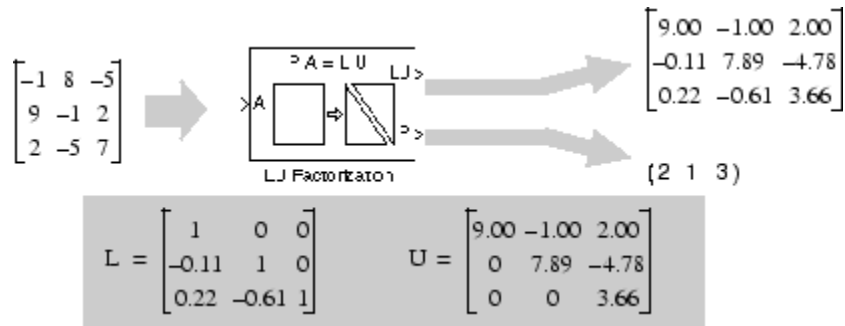 -1 8 -5
9 -1 2
2 -5 7
P A = L U
A
LU
P
LU Factorization
9.00 -1.00 2.00
-0.11 7.89 -4.78
0.22 -0.61 3.66
(2 1 3)
L =
1 0 0
-0.11 1 0
0.22 -0.61 1
U =
9.00 -1.00 2.00
0 7.89 -4.78
0 0 3.66